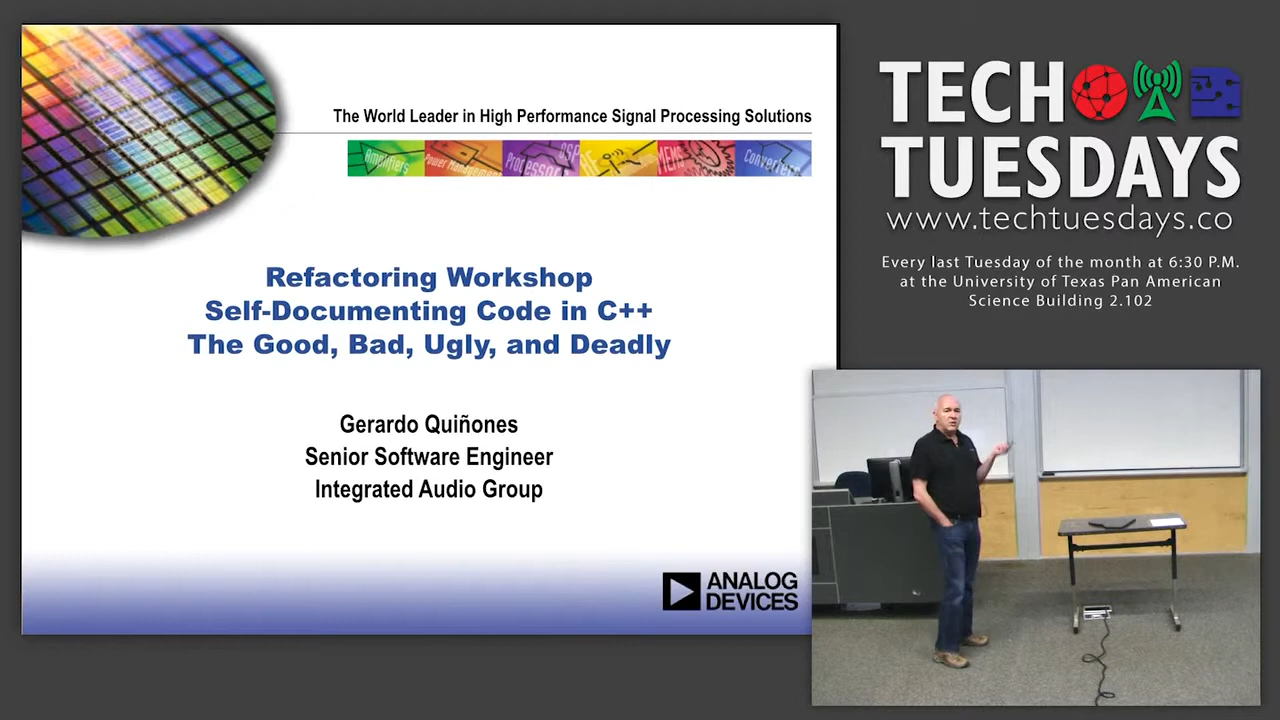 The World Leader in High Performance Signal Processing Solutions
Amplifiers Power Management Processor DSP MEMS Converters
Refactoring Workshop
Self-Documenting Code in C++
The Good, Bad, Ugly, and Deadly
Gerardo Quiñones
Senior Software Engineer
Integrated Audio Group
ANALOG
DEVICES
TECH
TUESDAYS
www.techtuesdays.co
Every last Tuesday of the month at 6:30 P.M.
at the University of Texas Pan American
Science Building 2.102